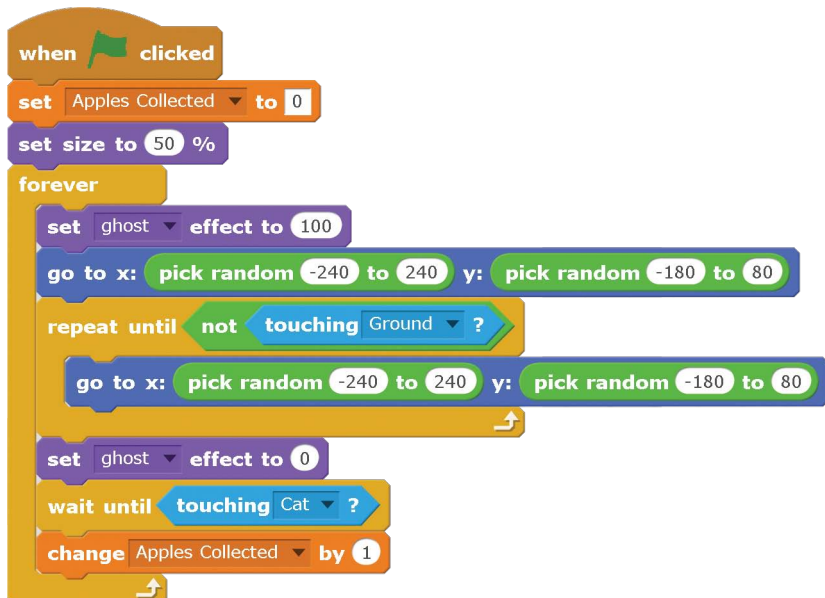 when clicked
set Apples Collected to 0
set size to 50 %
forever
set ghost effect to 100
go to x: pick random -240 to 240 y: pick random -180 to 80
repeat until not touching Ground ?
go to x: pick random -240 to 240 y: pick random -180 to 80
set ghost effect to 0
wait until touching Cat ?
change Apples Collected by 1